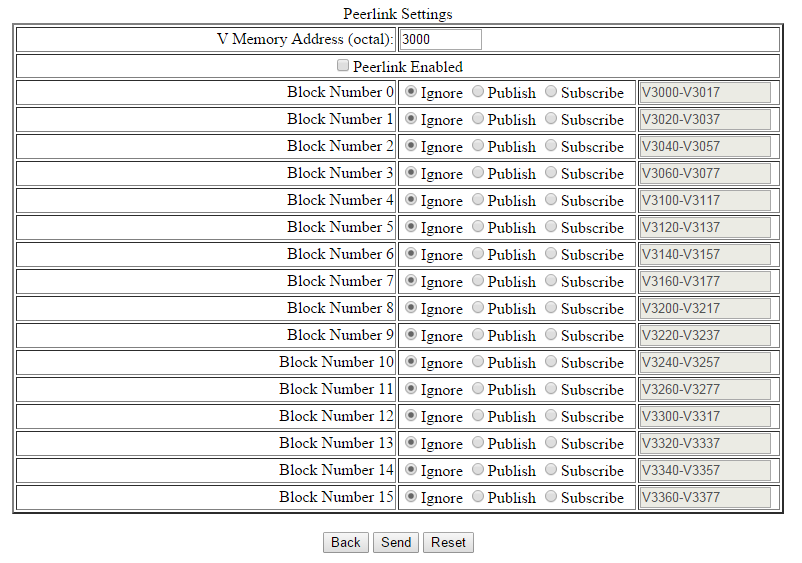 Peerlink Settings
V Memory Address (octal): 3000
Peerlink Enabled
Block Number 0 Ignore Publish Subscribe V3000-V3017
Block Number 1 Ignore Publish Subscribe V3020-V3037
Block Number 2 Ignore Publish Subscribe V3040-V3057
Block Number 3 Ignore Publish Subscribe V3060-V3077
Block Number 4 Ignore Publish Subscribe V3100-V3117
Block Number 5 Ignore Publish Subscribe V3120-V3137
Block Number 6 Ignore Publish Subscribe V3140-V3157
Block Number 7 Ignore Publish Subscribe V3160-V3177
Block Number 8 Ignore Publish Subscribe V3200-V3217
Block Number 9 Ignore Publish Subscribe V3220-V3237
Block Number 10 Ignore Publish Subscribe V3240-V3257
Block Number 11 Ignore Publish Subscribe V3260-V3277
Block Number 12 Ignore Publish Subscribe V3300-V3317
Block Number 13 Ignore Publish Subscribe V3320-V3337
Block Number 14 Ignore Publish Subscribe V3340-V3357
Block Number 15 Ignore Publish Subscribe V3360-V3377
Back Send Reset